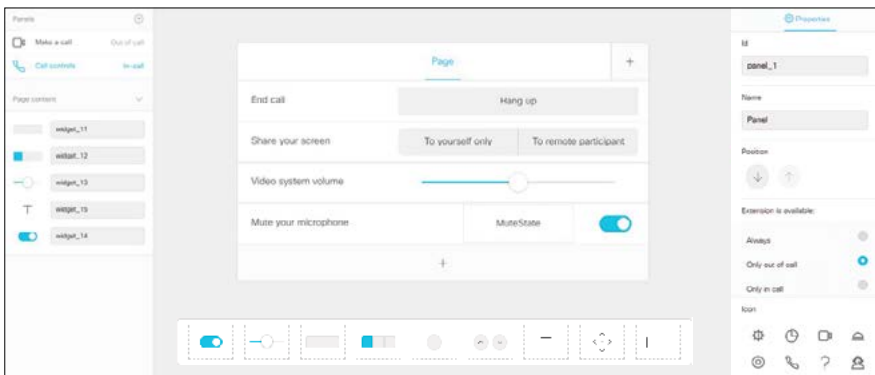 Panels
Make a call Out of call
Call controls In-call
Page content
widget_11
widget_12
widget_13
widget_15
widget_14
Page +
End call Hang up
Share your screen To yourself only To remote participant
Video system volume
Mute your microphone MuteState
+
Properties
Id
panel_1
Name
Panel
Position
Extension is available:
Always
Only out of call
Only in call
Icon